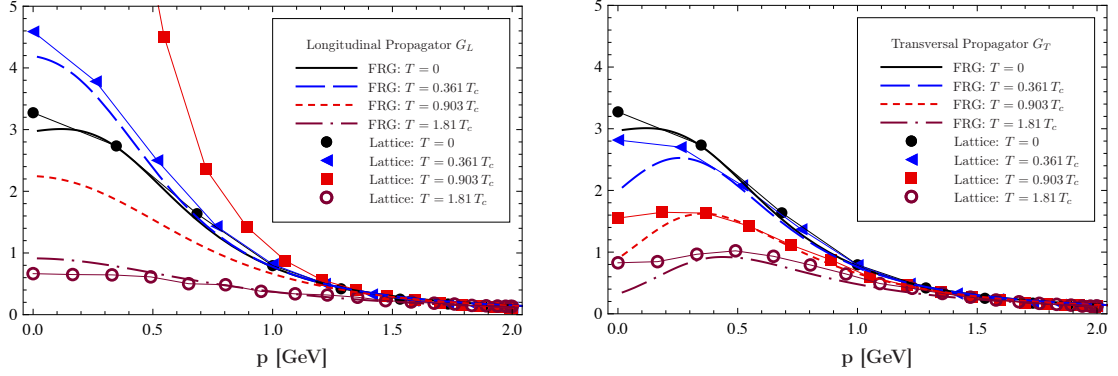 5
4
3
2
1
0
0.0
0.5
1.0
1.5
2.0
p [GeV]
Longitudinal Propagator G_L
FRG: T = 0
FRG: T = 0.361 T_c
FRG: T = 0.903 T_c
FRG: T = 1.81 T_c
Lattice: T = 0
Lattice: T = 0.361 T_c
Lattice: T = 0.903 T_c
Lattice: T = 1.81 T_c
5
4
3
2
1
0
0.0
0.5
1.0
1.5
2.0
p [GeV]
Transversal Propagator G_T
FRG: T = 0
FRG: T = 0.361 T_c
FRG: T = 0.903 T_c
FRG: T = 1.81 T_c
Lattice: T = 0
Lattice: T = 0.361 T_c
Lattice: T = 0.903 T_c
Lattice: T = 1.81 T_c